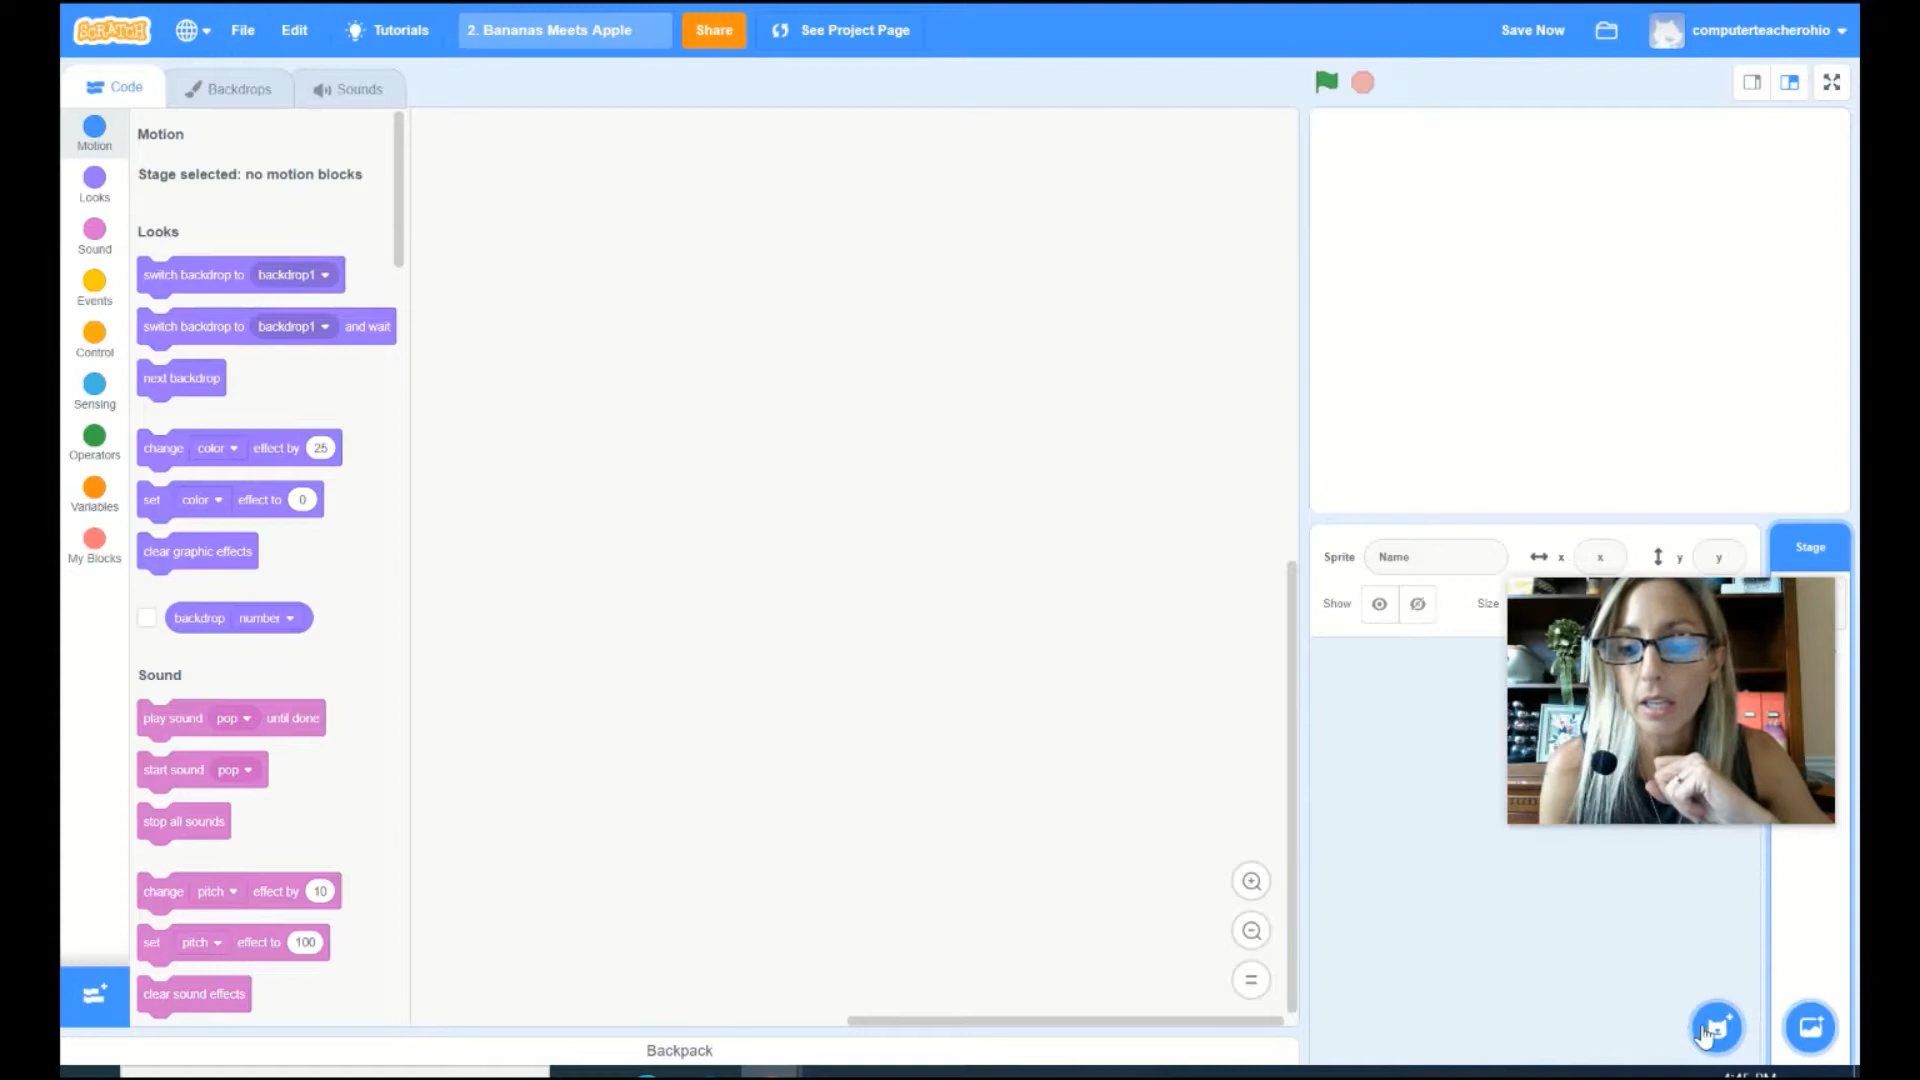 SCRATCH File Edit Tutorials 2. Bananas Meets Apple Share See Project Page Save Now computerteacherohio
Code Backdrops Sounds
Motion
Looks
Sound
Events
Control
Sensing
Operators
Variables
My Blocks
Motion
Stage selected: no motion blocks
Looks
switch backdrop to backdrop1
switch backdrop to backdrop1 and wait
next backdrop
change color effect by 25
set color effect to 0
clear graphic effects
backdrop number
Sound
play sound pop until done
start sound pop
stop all sounds
change pitch effect by 10
set pitch effect to 100
clear sound effects
Sprite Name x x y y
Show Size
Stage
Backpack